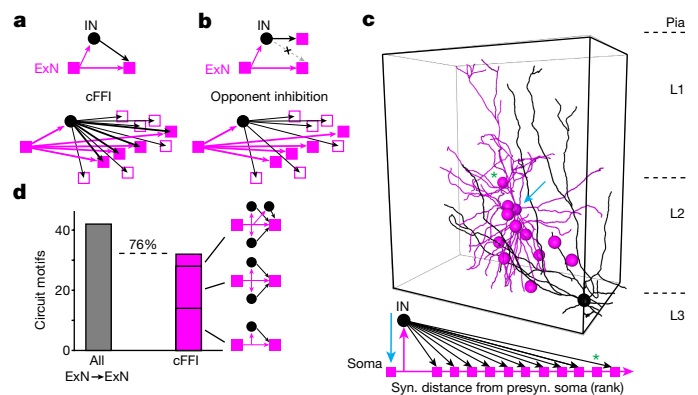 a
IN
ExN
cFFI
b
IN
ExN
Opponent inhibition
c
Pia
L1
*
L2
L3
IN
Soma
*
Syn. distance from presyn. soma (rank)
d
40
76%
20
0
Circuit motifs
All
ExN→ExN
cFFI